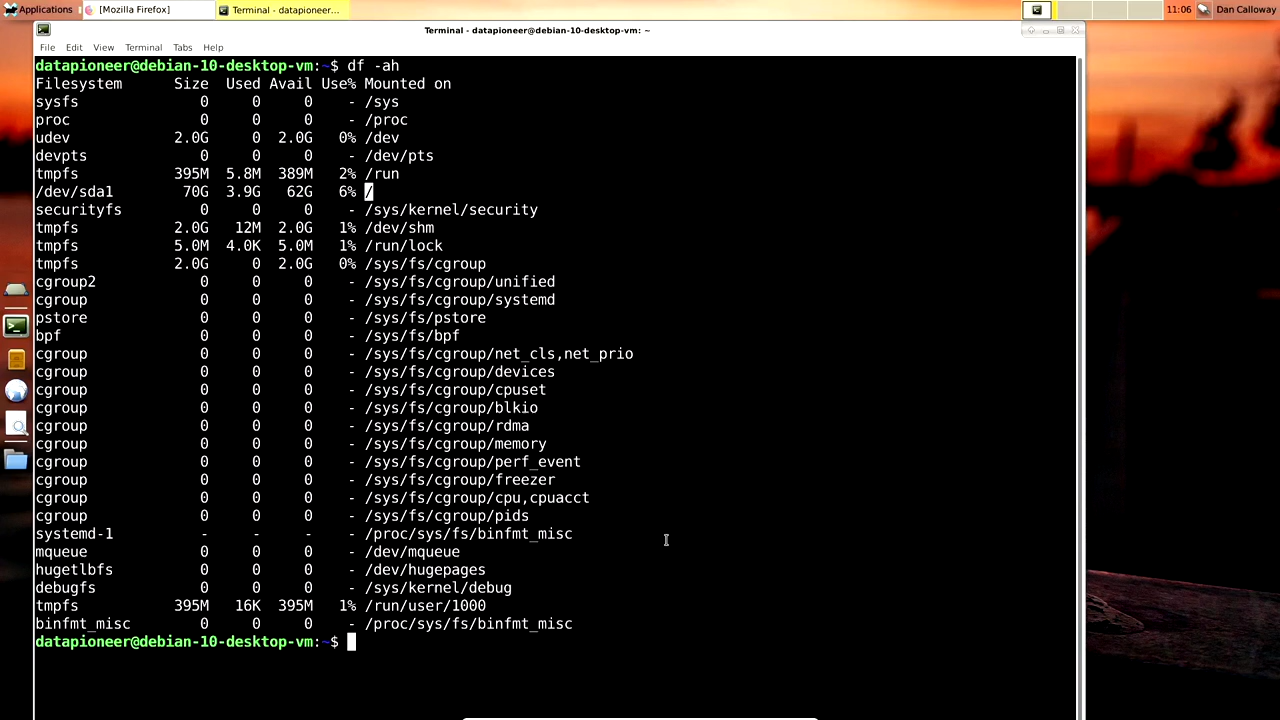 Applications [Mozilla Firefox] Terminal - datapioneer... 11:06 Dan Calloway
Terminal - datapioneer@debian-10-desktop-vm: ~
File Edit View Terminal Tabs Help
datapioneer@debian-10-desktop-vm:~$ df -ah
Filesystem Size Used Avail Use% Mounted on
sysfs 0 0 0 - /sys
proc 0 0 0 - /proc
udev 2.0G 0 2.0G 0% /dev
devpts 0 0 0 - /dev/pts
tmpfs 395M 5.8M 389M 2% /run
/dev/sda1 70G 3.9G 62G 6% /
securityfs 0 0 0 - /sys/kernel/security
tmpfs 2.0G 12M 2.0G 1% /dev/shm
tmpfs 5.0M 4.0K 5.0M 1% /run/lock
tmpfs 2.0G 0 2.0G 0% /sys/fs/cgroup
cgroup2 0 0 0 - /sys/fs/cgroup/unified
cgroup 0 0 0 - /sys/fs/cgroup/systemd
pstore 0 0 0 - /sys/fs/pstore
bpf 0 0 0 - /sys/fs/bpf
cgroup 0 0 0 - /sys/fs/cgroup/net_cls,net_prio
cgroup 0 0 0 - /sys/fs/cgroup/devices
cgroup 0 0 0 - /sys/fs/cgroup/cpuset
cgroup 0 0 0 - /sys/fs/cgroup/blkio
cgroup 0 0 0 - /sys/fs/cgroup/rdma
cgroup 0 0 0 - /sys/fs/cgroup/memory
cgroup 0 0 0 - /sys/fs/cgroup/perf_event
cgroup 0 0 0 - /sys/fs/cgroup/freezer
cgroup 0 0 0 - /sys/fs/cgroup/cpu,cpuacct
cgroup 0 0 0 - /sys/fs/cgroup/pids
systemd-1 - - - - /proc/sys/fs/binfmt_misc
mqueue 0 0 0 - /dev/mqueue
hugetlbfs 0 0 0 - /dev/hugepages
debugfs 0 0 0 - /sys/kernel/debug
tmpfs 395M 16K 395M 1% /run/user/1000
binfmt_misc 0 0 0 - /proc/sys/fs/binfmt_misc
datapioneer@debian-10-desktop-vm:~$